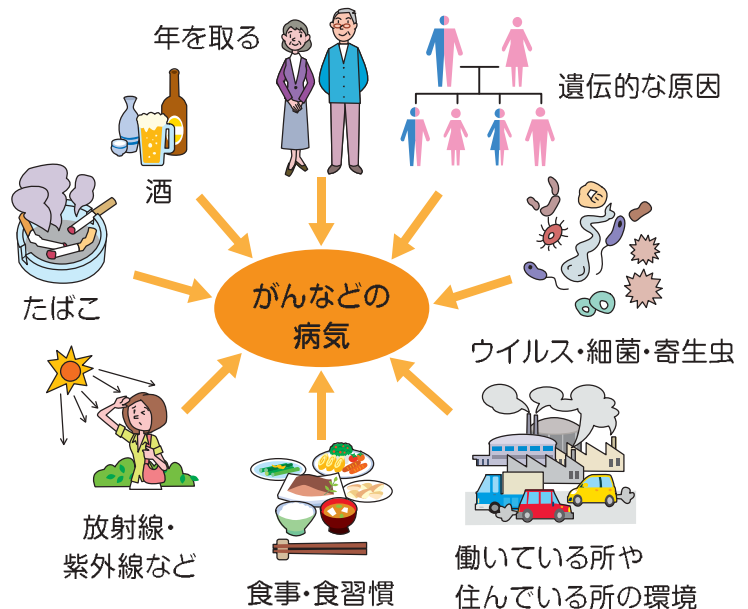 年を取る
遺伝的な原因
酒
たばこ
がんなどの
病気
ウイルス・細菌・寄生虫
放射線・
紫外線など
食事・食習慣
働いている所や
住んでいる所の環境